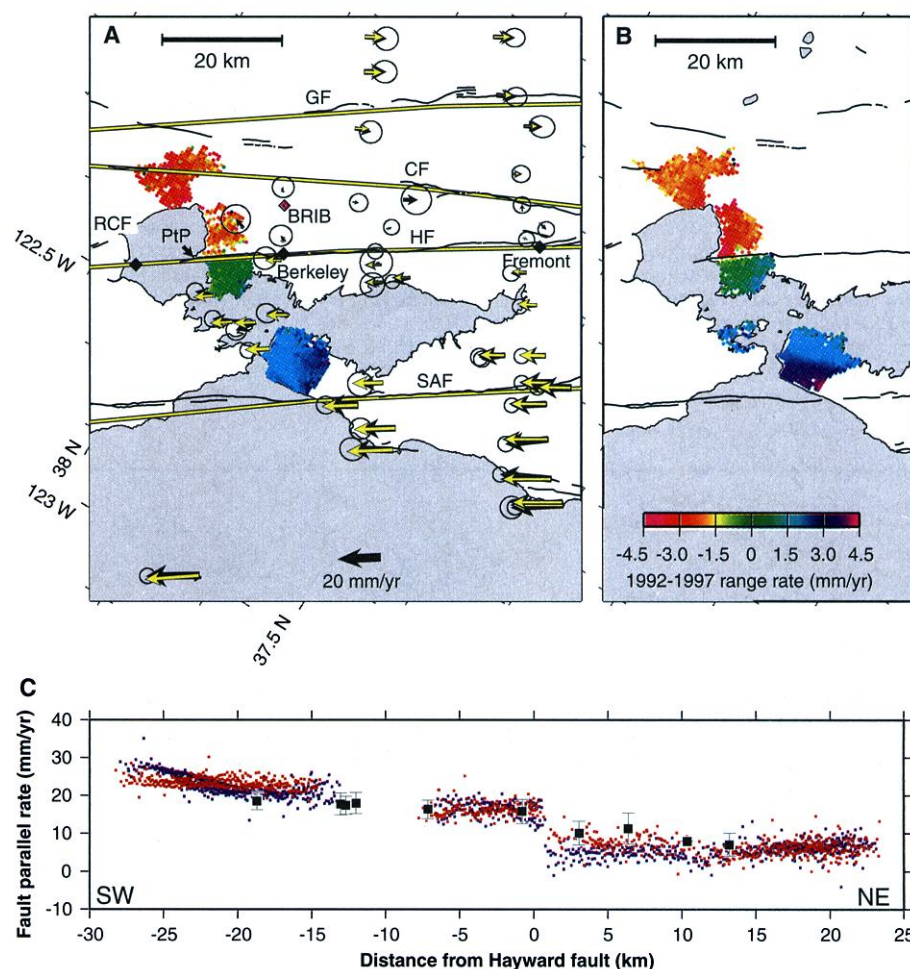 A
20 km
GF
CF
RCF
BRIB
PtP
HF
Berkeley
Fremont
122.5 W
SAF
38 N
123 W
20 mm/yr
37.5 N
B
20 km
-4.5 -3.0 -1.5 0 1.5 3.0 4.5
1992-1997 range rate (mm/yr)
C
Fault parallel rate (mm/yr)
40
30
20
10
0
-10
SW
NE
-30 -25 -20 -15 -10 -5 0 5 10 15 20 25
Distance from Hayward fault (km)